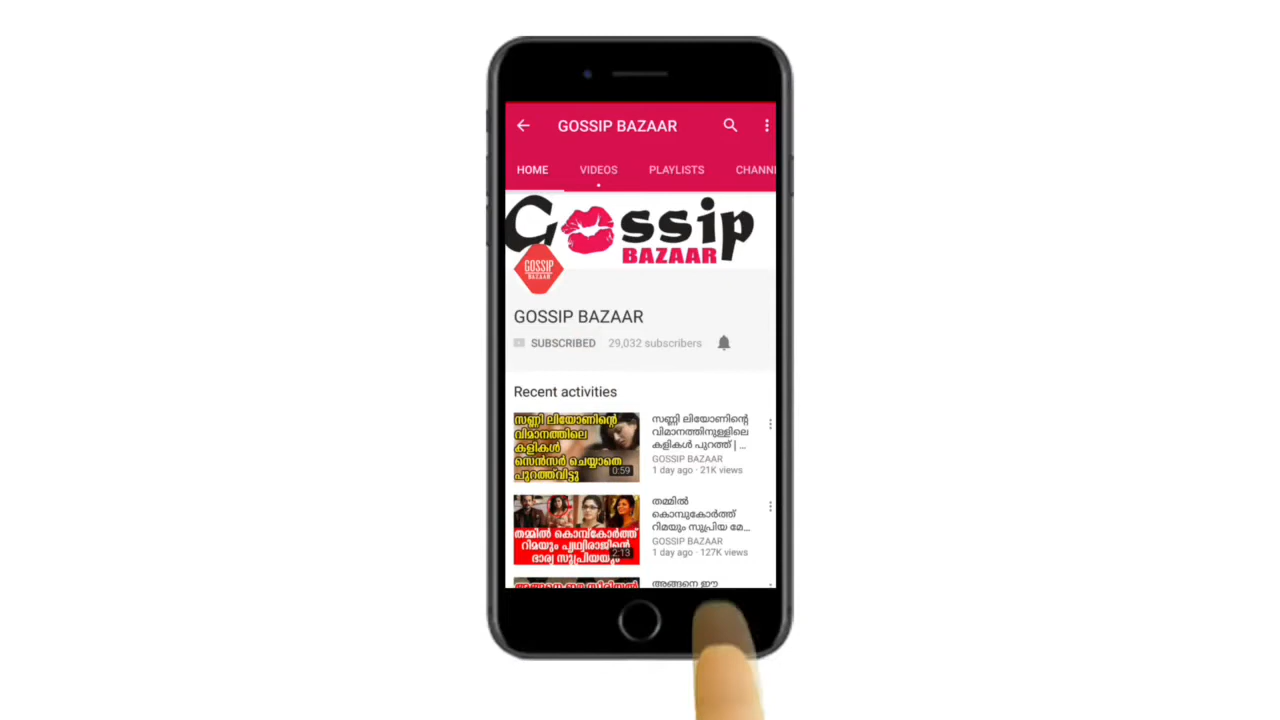 GOSSIP BAZAAR
HOME VIDEOS PLAYLISTS CHANN
Gossip
BAZAAR
GOSSIP
BAZAAR
GOSSIP BAZAAR
SUBSCRIBED 29,032 subscribers
Recent activities
സണ്ണി ലിയോണിന്റെ
വിമാനത്തിലെ
കളികൾ
സെൻസർ ചെയ്യാതെ
പുറത്ത്‌വിട്ടു
0:59
സണ്ണി ലിയോണിന്റെ
വിമാനത്തിനുള്ളിലെ
കളികൾ പുറത്ത് | ...
GOSSIP BAZAAR
1 day ago · 21K views
തമ്മിൽ കൊമ്പ്കോർത്ത്
റിമയും പൃഥ്വിരാജിന്റെ
ഭാര്യ സുപ്രിയയും
2:13
തമ്മിൽ
കൊമ്പുകോർത്ത്
റിമയും സുപ്രിയ മേ...
GOSSIP BAZAAR
1 day ago · 127K views
അങ്ങനെ ഈ